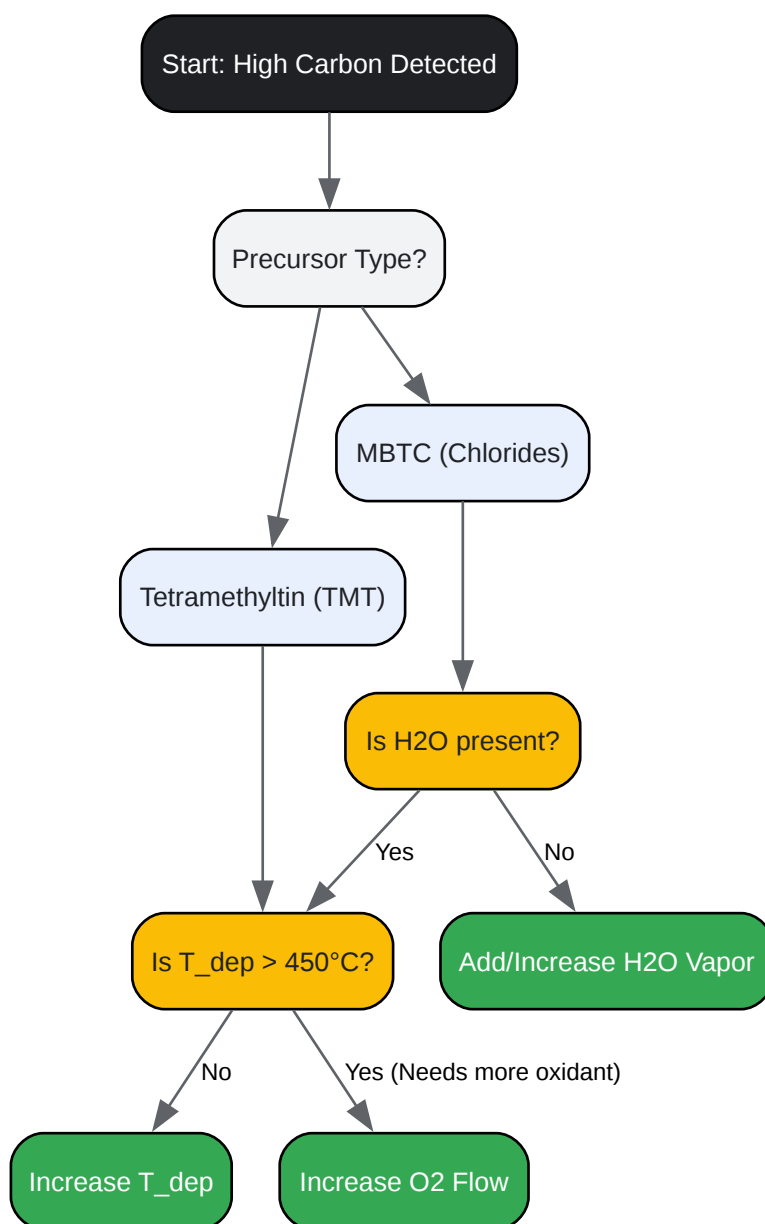 Start: High Carbon Detected
Precursor Type?
MBTC (Chlorides)
Tetramethyltin (TMT)
Is H2O present?
Yes
No
Is T_dep > 450°C?
Add/Increase H2O Vapor
No
Yes (Needs more oxidant)
Increase T_dep
Increase O2 Flow